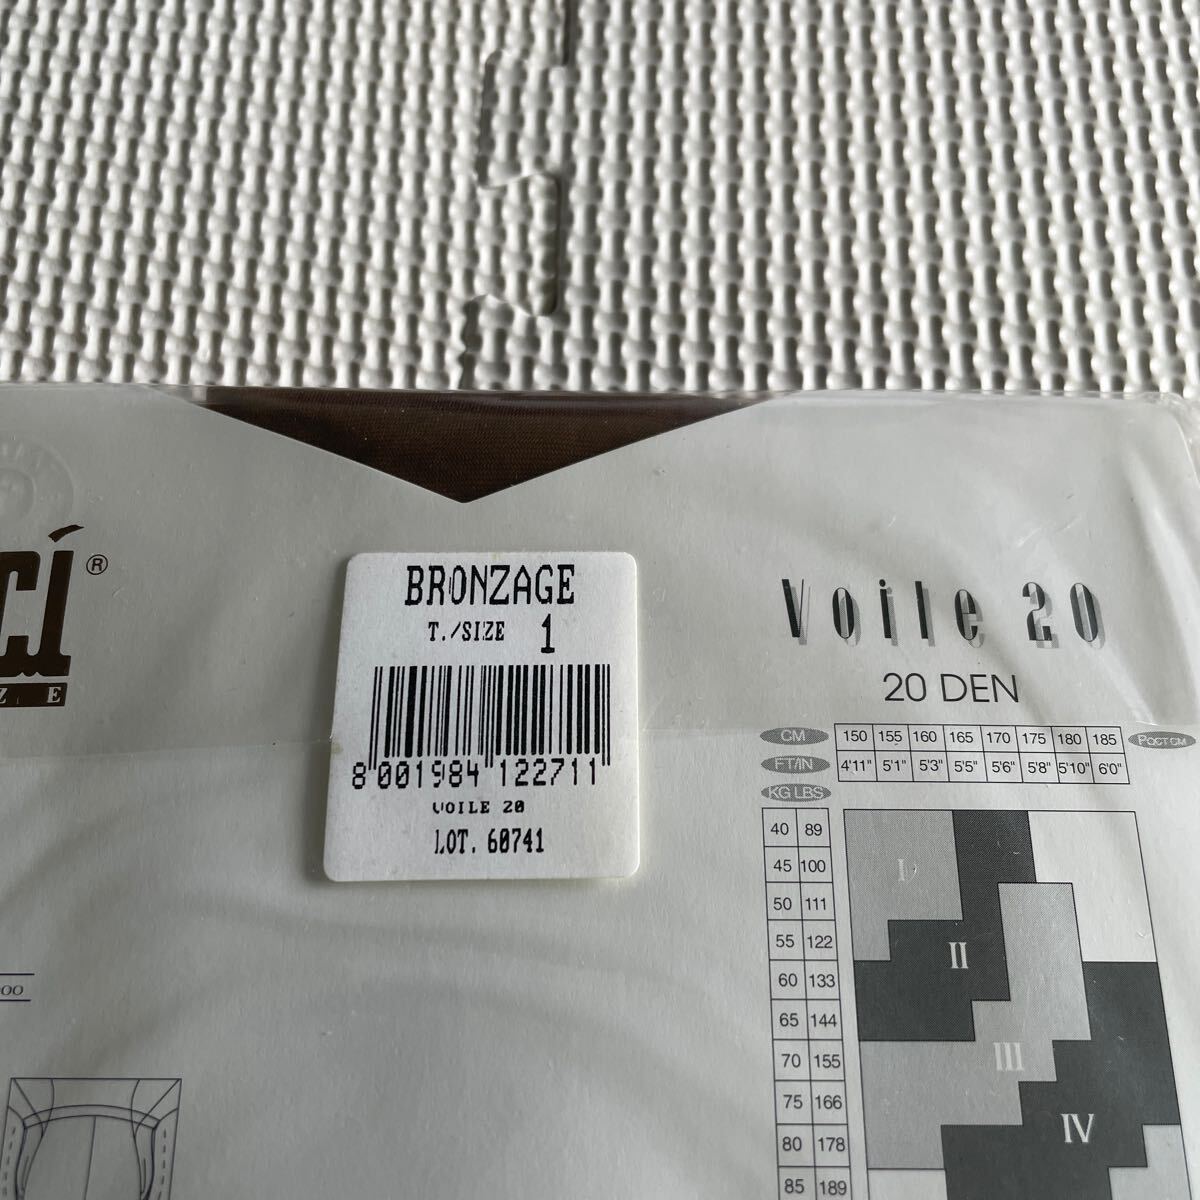 cí ®
Z E
BRONZAGE
T./SIZE 1
8 001984 122711
VOILE 20
LOT. 60741
Voile 20
20 DEN
CM 150 155 160 165 170 175 180 185 РОСТ СМ
FT/IN 4'11" 5'1" 5'3" 5'5" 5'6" 5'8" 5'10" 6'0"
KG LBS
40 89
45 100
50 111
55 122
60 133
65 144
70 155
75 166
80 178
85 189
I
II
III
IV